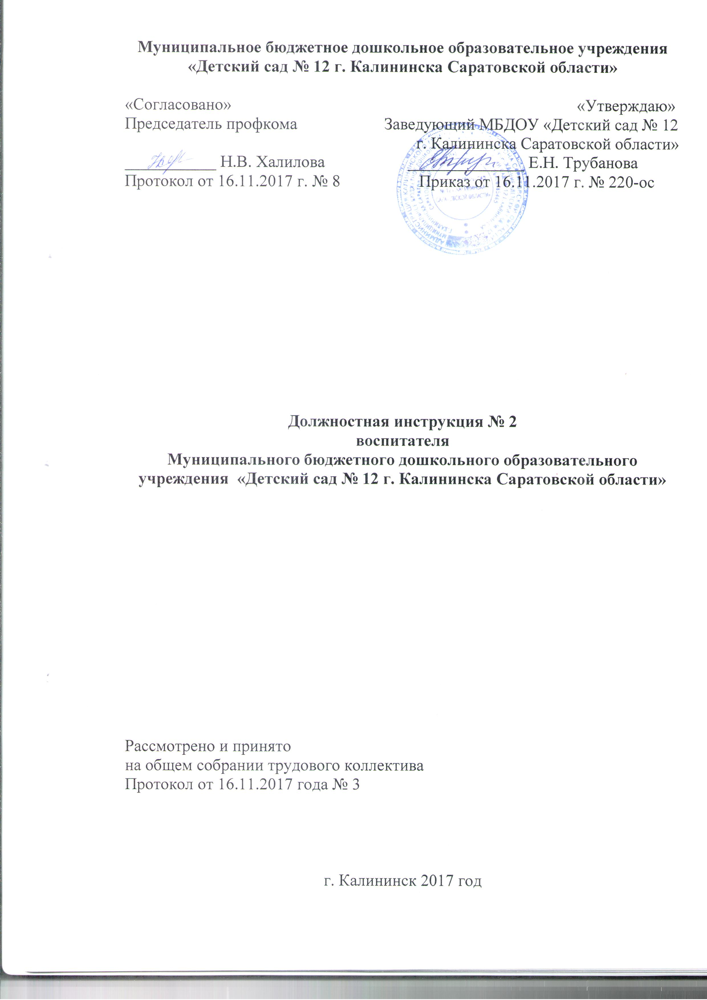 Муниципальное бюджетное дошкольное образовательное учреждения
«Детский сад № 12 г. Калининска Саратовской области»
«Согласовано»
Председатель профкома
Н.В. Халилова
Протокол от 16.11.2017 г. № 8
«Утверждаю»
Заведующий МБДОУ «Детский сад № 12
г. Калининска Саратовской области»
Е.Н. Трубанова
Приказ от 16.11.2017 г. № 220-ос
Должностная инструкция № 2
воспитателя
Муниципального бюджетного дошкольного образовательного
учреждения «Детский сад № 12 г. Калининска Саратовской области»
Рассмотрено и принято
на общем собрании трудового коллектива
Протокол от 16.11.2017 года № 3
г. Калининск 2017 год